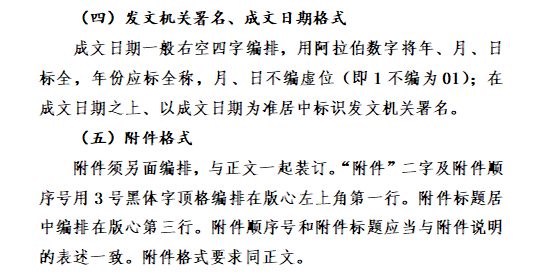 （四）发文机关署名、成文日期格式
成文日期一般右空四字编排，用阿拉伯数字将年、月、日
标全，年份应标全称，月、日不编虚位（即 1 不编为 01）；在
成文日期之上、以成文日期为准居中标识发文机关署名。
（五）附件格式
附件须另面编排，与正文一起装订。“附件”二字及附件顺
序号用 3 号黑体字顶格编排在版心左上角第一行。附件标题居
中编排在版心第三行。附件顺序号和附件标题应当与附件说明
的表述一致。附件格式要求同正文。